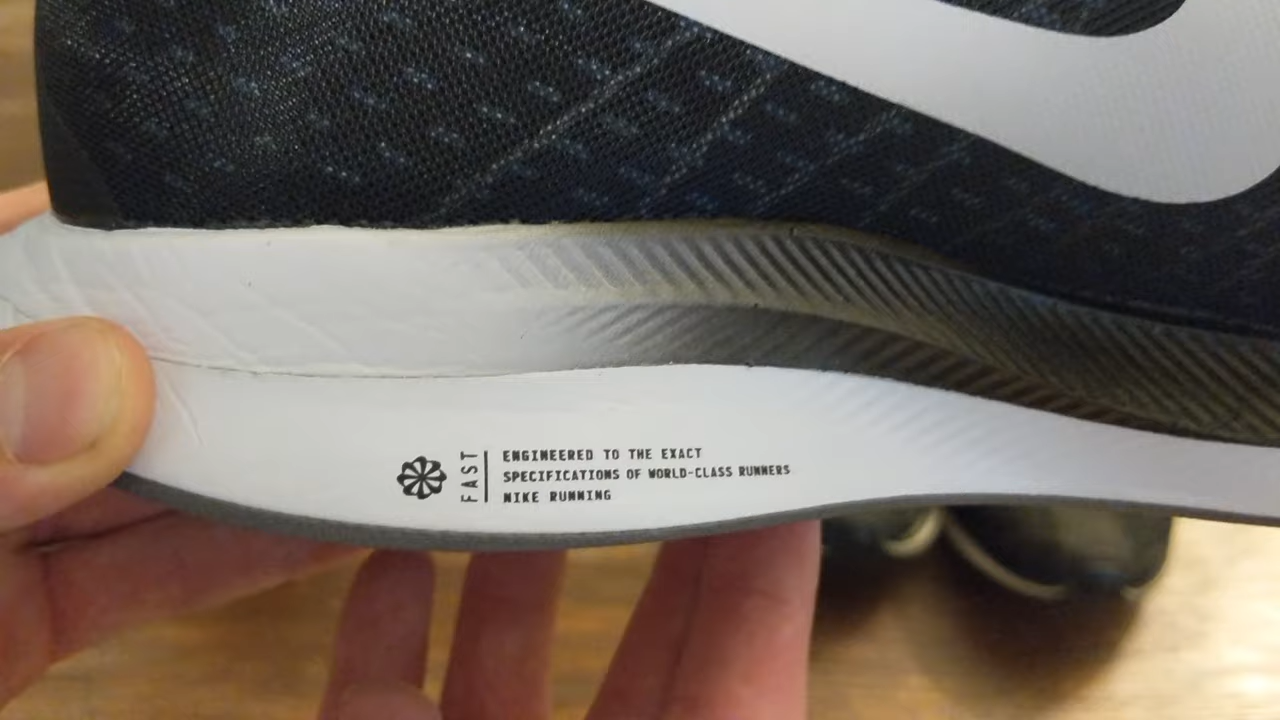 FAST
ENGINEERED TO THE EXACT
SPECIFICATIONS OF WORLD-CLASS RUNNERS
NIKE RUNNING